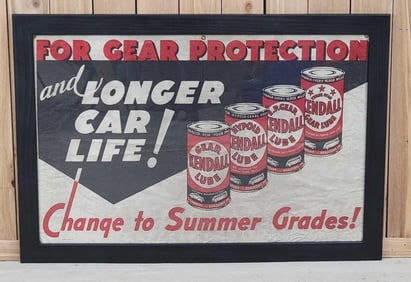 FOR GEAR PROTECTION
and LONGER
CAR
LIFE!
GEAR
KENDALL
LUBE
HYPOID
KENDALL
LUBE
KENDALL
LUBE
KENDALL
GEAR LUBE
Change to Summer Grades!